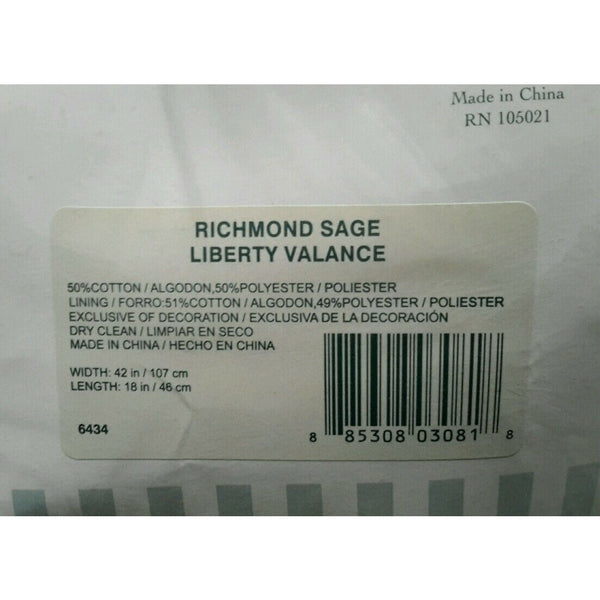 Made in China
RN 105021
RICHMOND SAGE
LIBERTY VALANCE
50%COTTON / ALGODON,50%POLYESTER / POLIESTER
LINING / FORRO:51%COTTON / ALGODON,49%POLYESTER / POLIESTER
EXCLUSIVE OF DECORATION / EXCLUSIVA DE LA DECORACIÓN
DRY CLEAN / LIMPIAR EN SECO
MADE IN CHINA / HECHO EN CHINA
WIDTH: 42 in / 107 cm
LENGTH: 18 in / 46 cm
6434
8 85308 03081 8